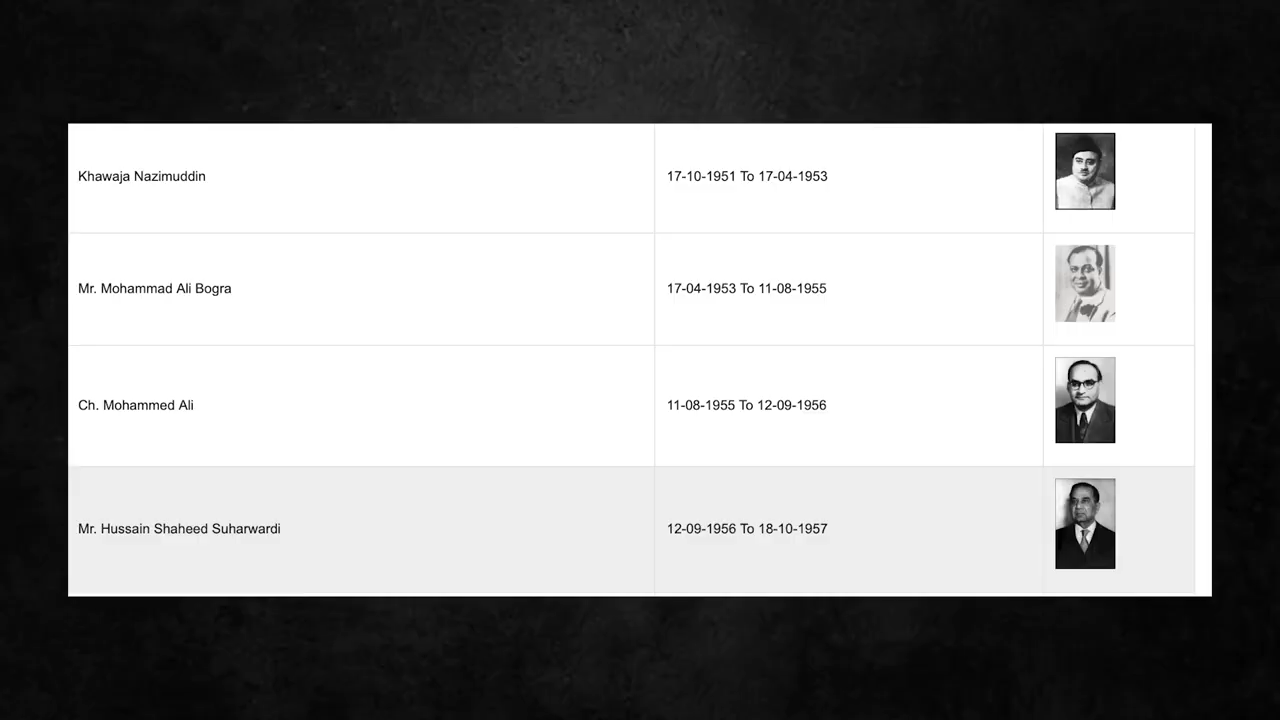 Khawaja Nazimuddin 17-10-1951 To 17-04-1953
Mr. Mohammad Ali Bogra 17-04-1953 To 11-08-1955
Ch. Mohammed Ali 11-08-1955 To 12-09-1956
Mr. Hussain Shaheed Suharwardi 12-09-1956 To 18-10-1957